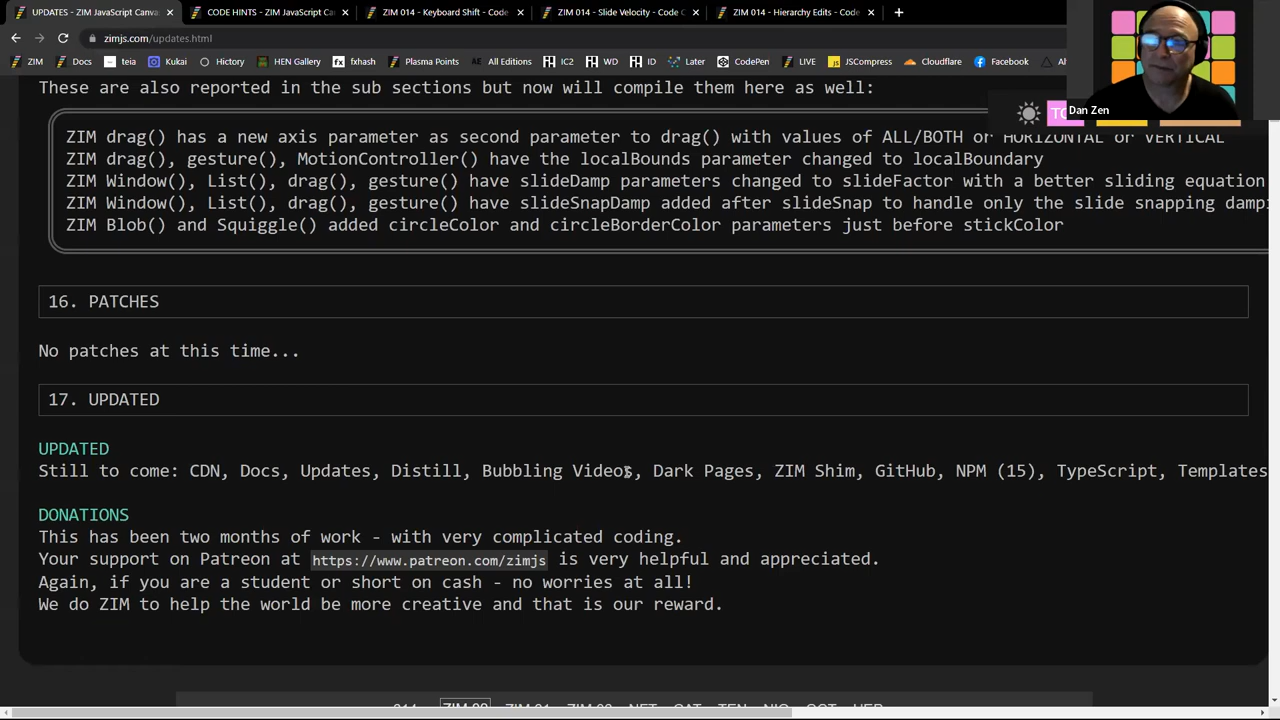 UPDATES - ZIM JavaScript Canvas
CODE HINTS - ZIM JavaScript Ca
ZIM 014 - Keyboard Shift - Code
ZIM 014 - Slide Velocity - Code
ZIM 014 - Hierarchy Edits - Code
zimjs.com/updates.html
ZIM
Docs
teia
Kukai
Hictory
HEN Gallery
fxhash
Plasma Points
All Editions
IC2
WD
ID
Later
CodePen
LIVE
JSCompress
Cloudflare
Facebook
Dan Zen
These are also reported in the sub sections but now will compile them here as well:
ZIM drag() has a new axis parameter as second parameter to drag() with values of ALL/BOTH or HORIZONTAL or VERTICAL
ZIM drag(), gesture(), MotionController() have the localBounds parameter changed to localBoundary
ZIM Window(), List(), drag(), gesture() have slideDamp parameters changed to slideFactor with a better sliding equation
ZIM Window(), List(), drag(), gesture() have slideSnapDamp added after slideSnap to handle only the slide snapping damp
ZIM Blob() and Squiggle() added circleColor and circleBorderColor parameters just before stickColor
16. PATCHES
No patches at this time...
17. UPDATED
UPDATED
Still to come: CDN, Docs, Updates, Distill, Bubbling Videos, Dark Pages, ZIM Shim, GitHub, NPM (15), TypeScript, Templates
DONATIONS
This has been two months of work - with very complicated coding.
Your support on Patreon at https://www.patreon.com/zimjs is very helpful and appreciated.
Again, if you are a student or short on cash - no worries at all!
We do ZIM to help the world be more creative and that is our reward.